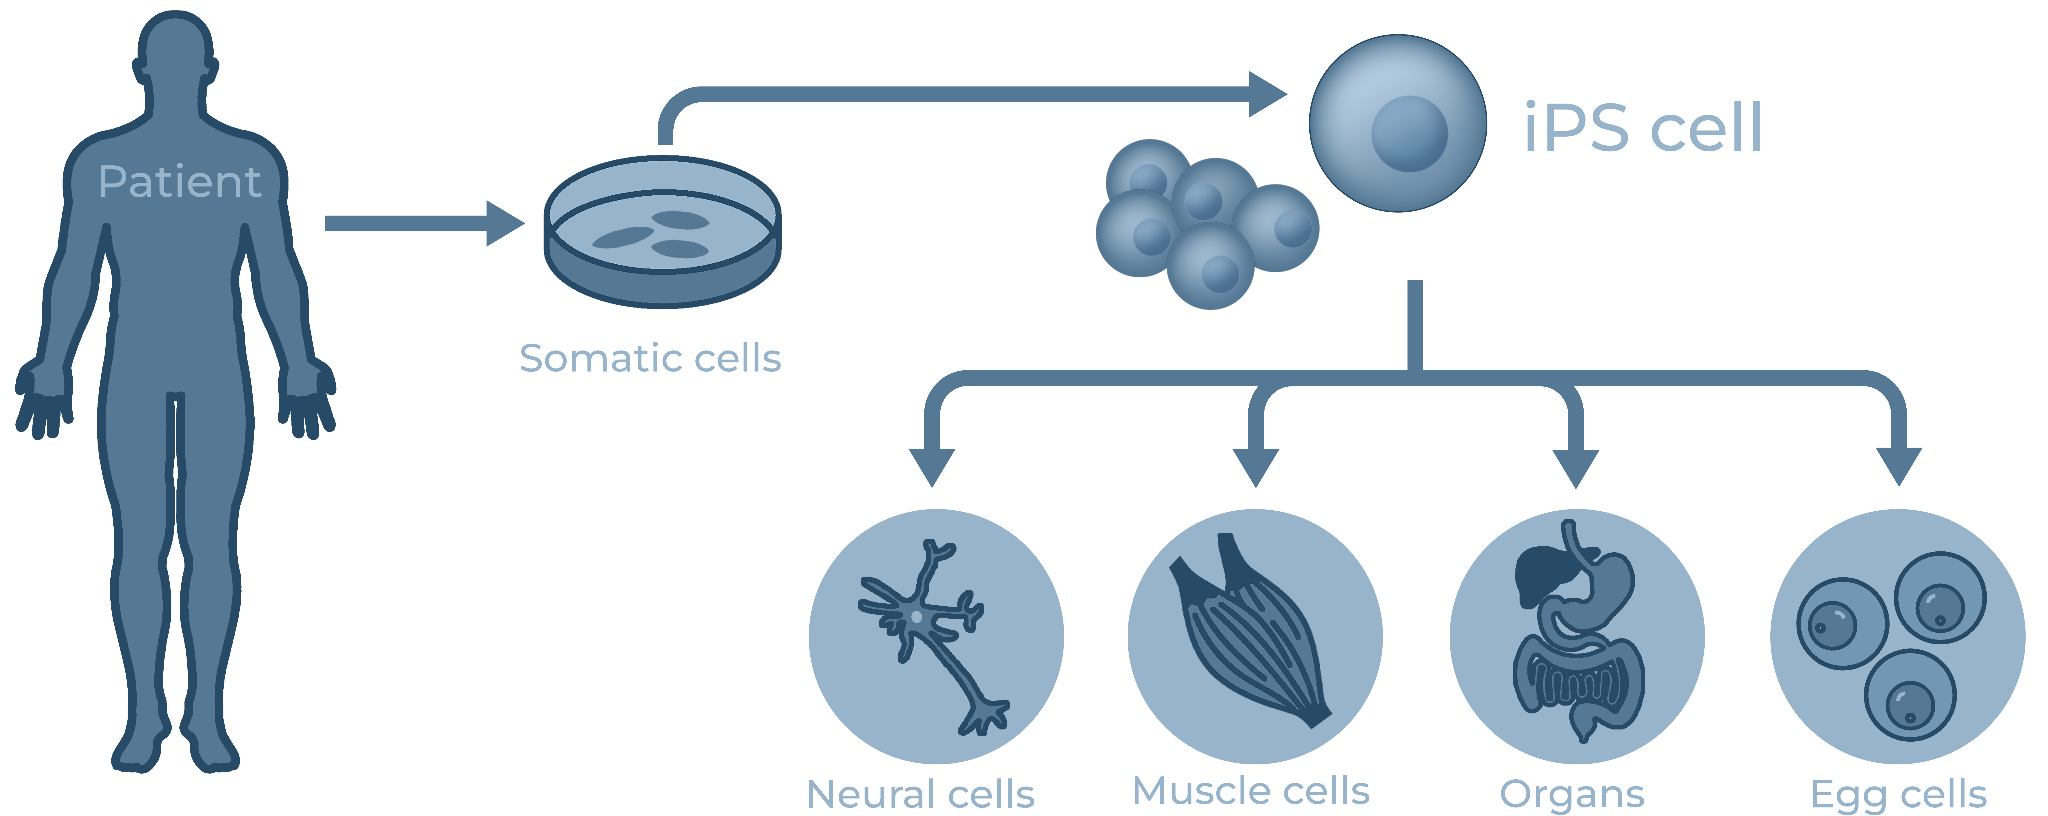 Patient
Somatic cells
iPS cell
Neural cells
Muscle cells
Organs
Egg cells